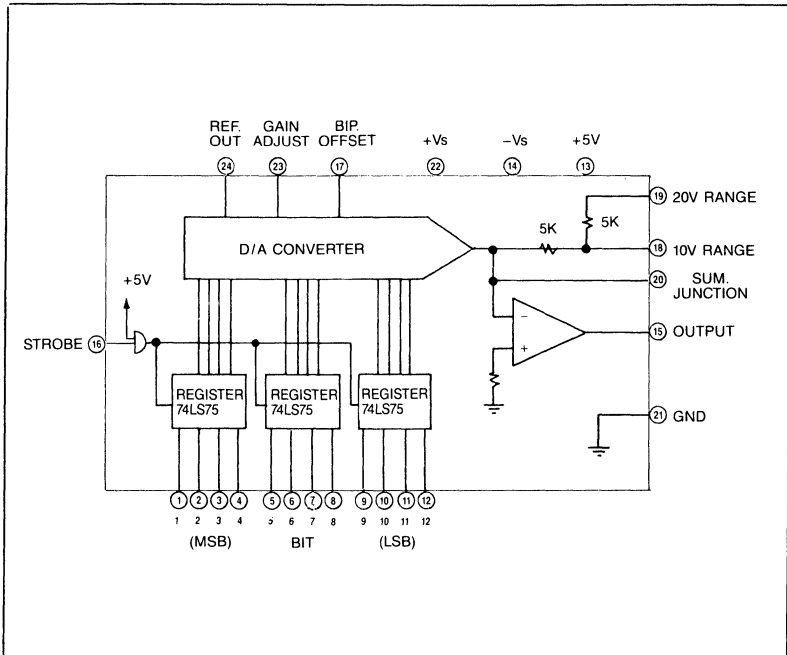 REF. OUT
GAIN ADJUST
BIP. OFFSET
+Vs
-Vs
+5V
24
23
17
22
14
13
19 20V RANGE
5K
5K
D/A CONVERTER
18 10V RANGE
+5V
20 SUM. JUNCTION
STROBE 16
−
+
15 OUTPUT
REGISTER 74LS75
REGISTER 74LS75
REGISTER 74LS75
21 GND
1 2 3 4 5 6 7 8 9 10 11 12
1 2 3 4 5 6 7 8 9 10 11 12
(MSB) BIT (LSB)